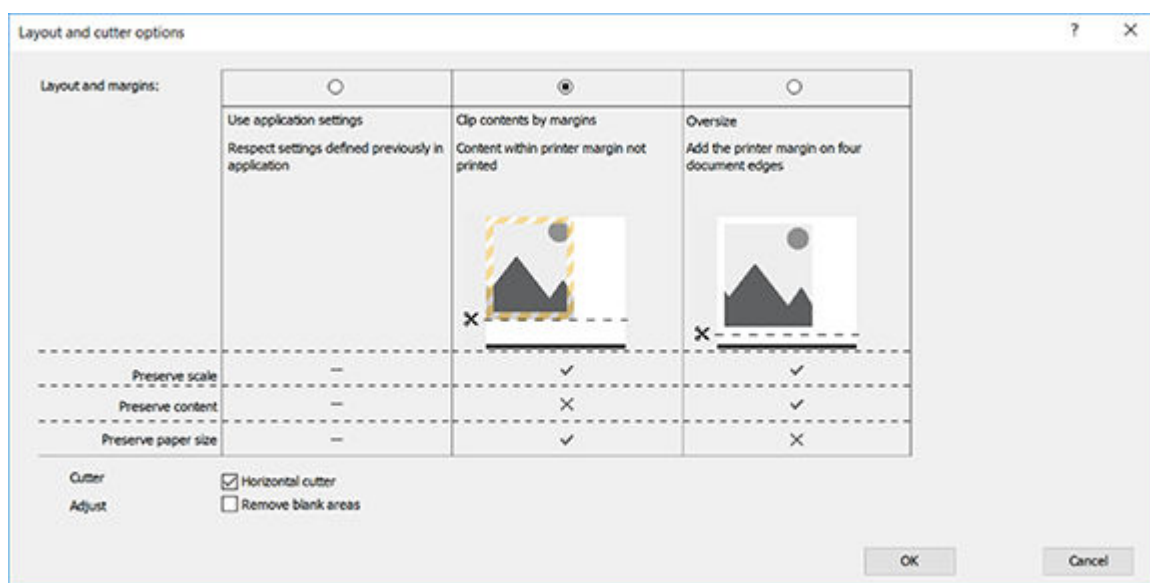 Layout and cutter options
?
Layout and margins:
Use application settings
Respect settings defined previously in
application
Clip contents by margins
Content within printer margin not
printed
Oversize
Add the printer margin on four
document edges
Preserve scale
Preserve content
Preserve paper size
Cutter
Horizontal cutter
Adjust
Remove blank areas
OK
Cancel